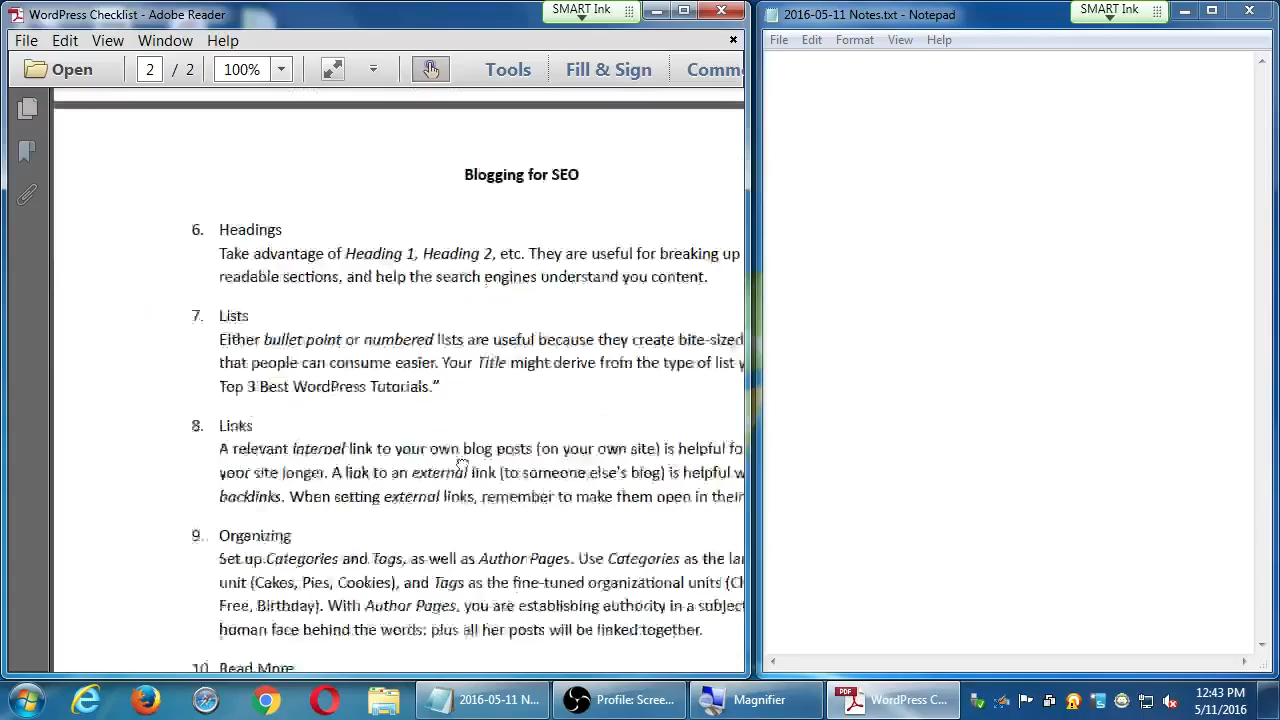 WordPress Checklist - Adobe Reader
SMART Ink
File Edit View Window Help
Open 2 / 2 100% Tools Fill & Sign Comme
Blogging for SEO
6. Headings
Take advantage of Heading 1, Heading 2, etc. They are useful for breaking up
readable sections, and help the search engines understand you content.
7. Lists
Either bullet point or numbered lists are useful because they create bite-sized
that people can consume easier. Your Title might derive from the type of list y
Top 3 Best WordPress Tutorials.”
8. Links
A relevant internal link to your own blog posts (on your own site) is helpful fo
your site longer. A link to an external link (to someone else's blog) is helpful w
backlinks. When setting external links, remember to make them open in their
9. Organizing
Set up Categories and Tags, as well as Author Pages. Use Categories as the lar
unit (Cakes, Pies, Cookies), and Tags as the fine-tuned organizational units (Ch
Free, Birthday). With Author Pages, you are establishing authority in a subject
human face behind the words; plus all her posts will be linked together.
10. Read More
2016-05-11 Notes.txt - Notepad
SMART Ink
File Edit Format View Help
2016-05-11 N... Profile: Scree... Magnifier PDF WordPress C...
12:43 PM
5/11/2016